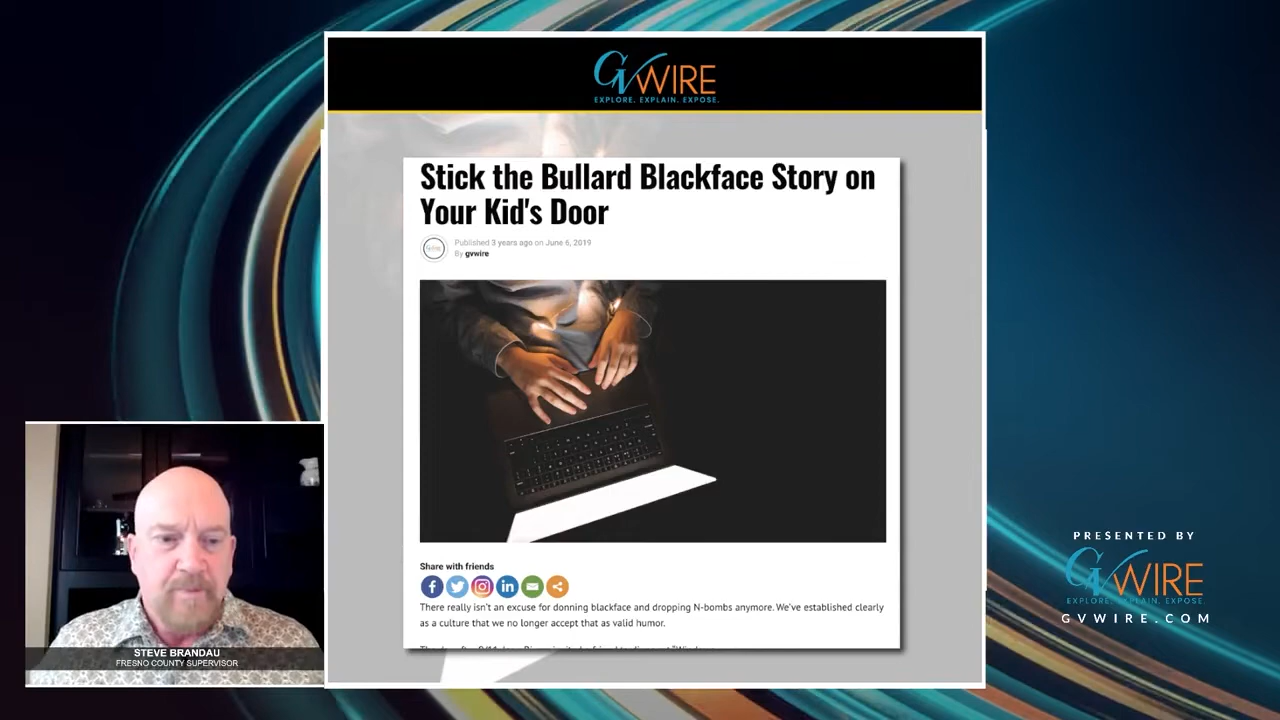 GVWIRE
EXPLORE. EXPLAIN. EXPOSE.
Stick the Bullard Blackface Story on
Your Kid's Door
Published 3 years ago on June 6, 2019
By gvwire
Share with friends
There really isn't an excuse for donning blackface and dropping N-bombs anymore. We've established clearly
as a culture that we no longer accept that as valid humor.
STEVE BRANDAU
FRESNO COUNTY SUPERVISOR
PRESENTED BY
GVWIRE
EXPLORE. EXPLAIN. EXPOSE.
GVWIRE.COM